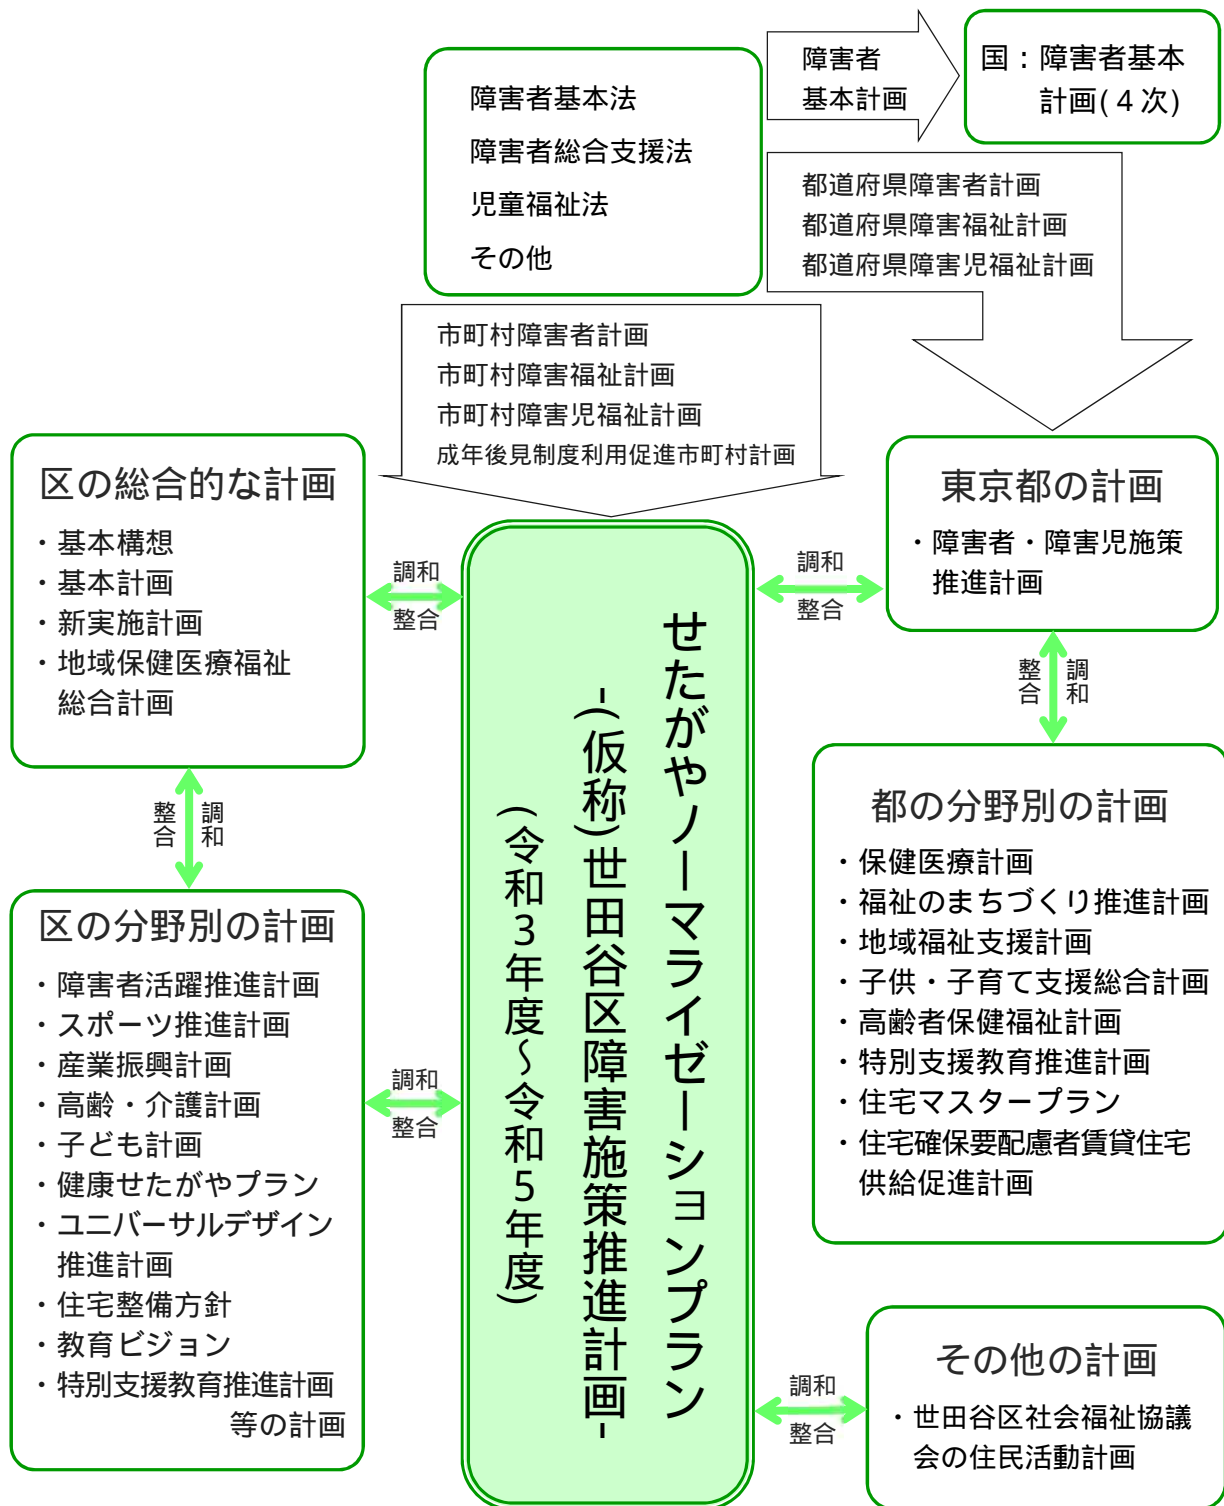 障害者基本法
障害者総合支援法
児童福祉法
その他
障害者
基本計画
国：障害者基本
計画(４次)
都道府県障害者計画
都道府県障害福祉計画
都道府県障害児福祉計画
市町村障害者計画
市町村障害福祉計画
市町村障害児福祉計画
成年後見制度利用促進市町村計画
区の総合的な計画
・基本構想
・基本計画
・新実施計画
・地域保健医療福祉
総合計画
調和
整合
整合
調和
区の分野別の計画
・障害者活躍推進計画
・スポーツ推進計画
・産業振興計画
・高齢・介護計画
・子ども計画
・健康せたがやプラン
・ユニバーサルデザイン
推進計画
・住宅整備方針
・教育ビジョン
・特別支援教育推進計画
等の計画
調和
整合
せたがやノーマライゼーションプラン
-(仮称)世田谷区障害施策推進計画-
(令和3年度～令和5年度)
調和
整合
東京都の計画
・障害者・障害児施策
推進計画
整合
調和
都の分野別の計画
・保健医療計画
・福祉のまちづくり推進計画
・地域福祉支援計画
・子供・子育て支援総合計画
・高齢者保健福祉計画
・特別支援教育推進計画
・住宅マスタープラン
・住宅確保要配慮者賃貸住宅
供給促進計画
調和
整合
その他の計画
・世田谷区社会福祉協議
会の住民活動計画